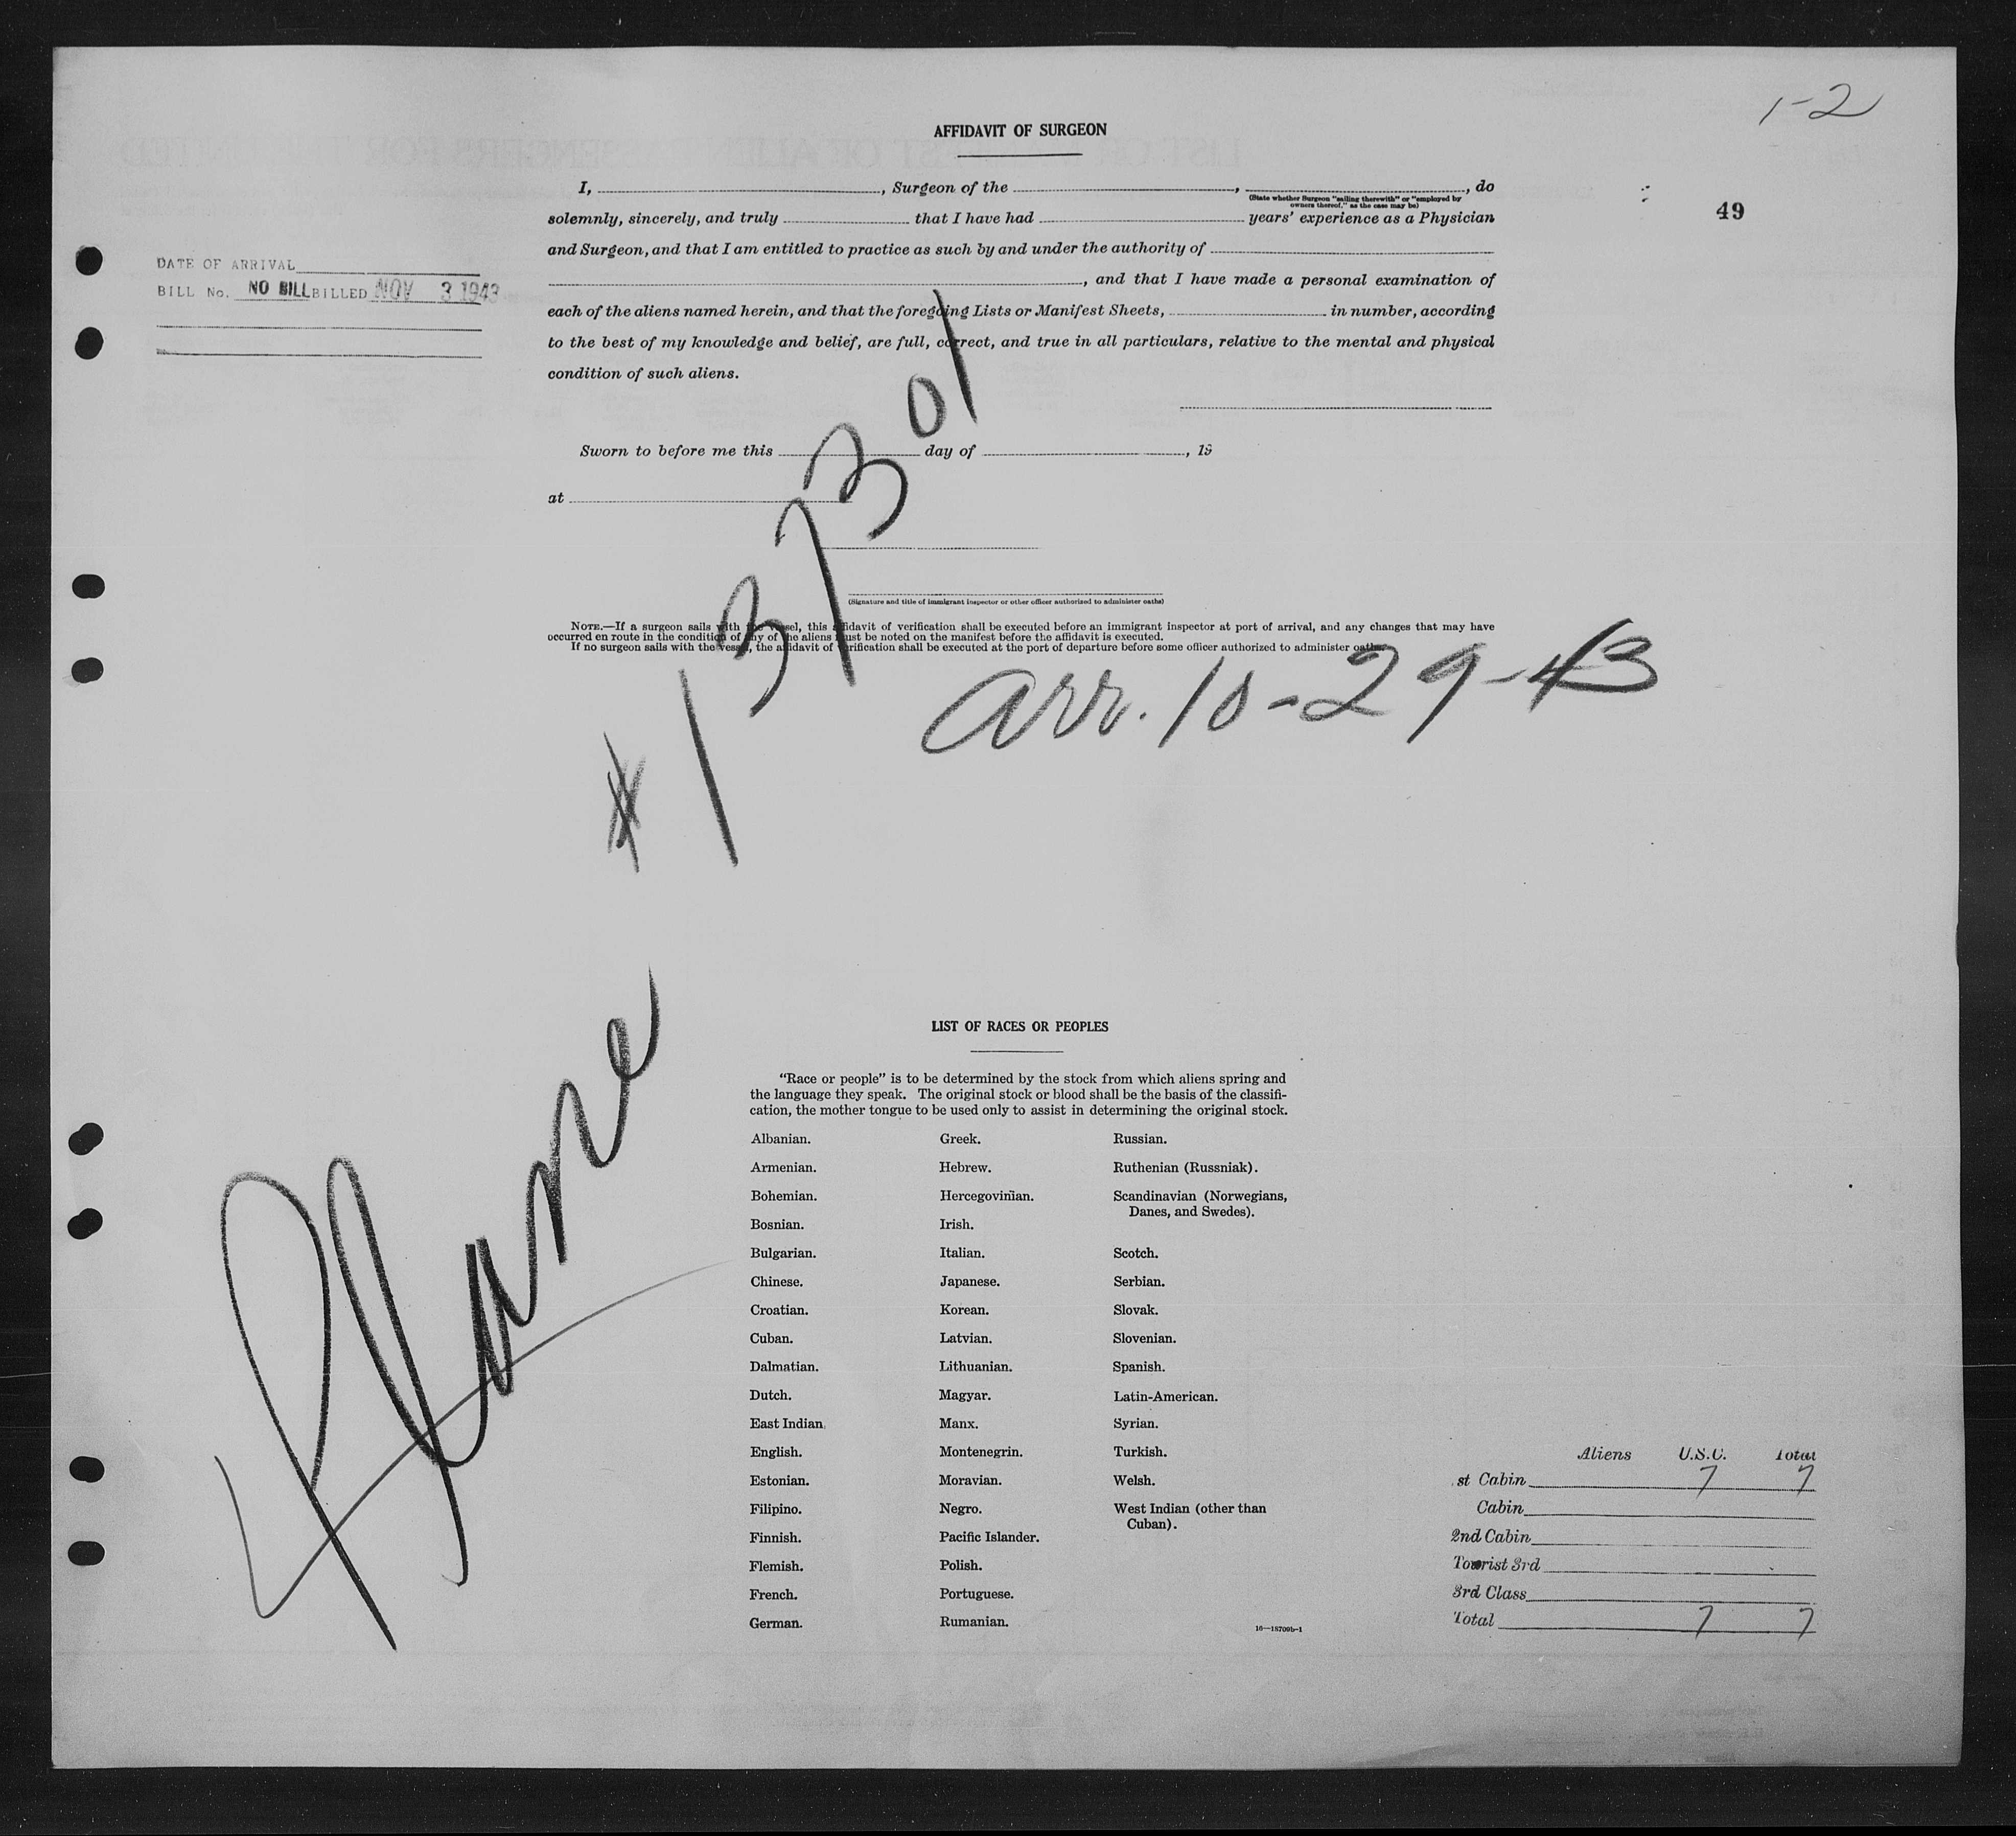 1-2
AFFIDAVIT OF SURGEON
I, , Surgeon of the , , do
(State whether Surgeon "sailing therewith" or "employed by
owners thereof," as the case may be)
49
solemnly, sincerely, and truly that I have had years' experience as a Physician
and Surgeon, and that I am entitled to practice as such by and under the authority of
, and that I have made a personal examination of
each of the aliens named herein, and that the foregoing Lists or Manifest Sheets, in number, according
to the best of my knowledge and belief, are full, correct, and true in all particulars, relative to the mental and physical
condition of such aliens.
DATE OF ARRIVAL
BILL No. NO BILL BILLED NOV 3 1943
Sworn to before me this day of , 19
at
(Signature and title of immigrant inspector or other officer authorized to administer oaths)
NOTE.—If a surgeon sails with the vessel, this affidavit of verification shall be executed before an immigrant inspector at port of arrival, and any changes that may have
occurred en route in the condition of any of the aliens must be noted on the manifest before the affidavit is executed.
If no surgeon sails with the vessel, the affidavit of verification shall be executed at the port of departure before some officer authorized to administer oaths.
# 137301
arr. 10-29-43
Plane
LIST OF RACES OR PEOPLES
"Race or people" is to be determined by the stock from which aliens spring and
the language they speak. The original stock or blood shall be the basis of the classifi-
cation, the mother tongue to be used only to assist in determining the original stock.
Albanian.
Armenian.
Bohemian.
Bosnian.
Bulgarian.
Chinese.
Croatian.
Cuban.
Dalmatian.
Dutch.
East Indian
English.
Estonian.
Filipino.
Finnish.
Flemish.
French.
German.
Greek.
Hebrew.
Hercegovinian.
Irish.
Italian.
Japanese.
Korean.
Latvian.
Lithuanian.
Magyar.
Manx.
Montenegrin.
Moravian.
Negro.
Pacific Islander.
Polish.
Portuguese.
Rumanian.
Russian.
Ruthenian (Russniak).
Scandinavian (Norwegians,
Danes, and Swedes).
Scotch.
Serbian.
Slovak.
Slovenian.
Spanish.
Latin-American.
Syrian.
Turkish.
Welsh.
West Indian (other than
Cuban).
16—18709b-1
Aliens U.S.C. Total
st Cabin 7 7
Cabin
2nd Cabin
Tourist 3rd
3rd Class
Total 7 7